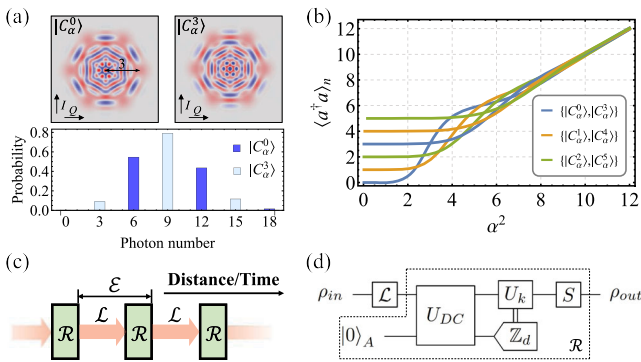 (a)
|C_α^0⟩
|C_α^3⟩
3
I
Q
I
Q
Probability
0.8
0.6
0.4
0.2
0.0
|C_α^0⟩
|C_α^3⟩
0 3 6 9 12 15 18
Photon number
(b)
⟨a†a⟩_n
12
10
8
6
4
2
0
{|C_α^0⟩,|C_α^3⟩}
{|C_α^1⟩,|C_α^4⟩}
{|C_α^2⟩,|C_α^5⟩}
0 2 4 6 8 10 12
α^2
(c)
ℰ
Distance/Time
ℒ ℒ
ℛ ℛ ℛ
(d)
ρ_in ℒ U_DC U_k S ρ_out
|0⟩_A ℤ_d ℛ